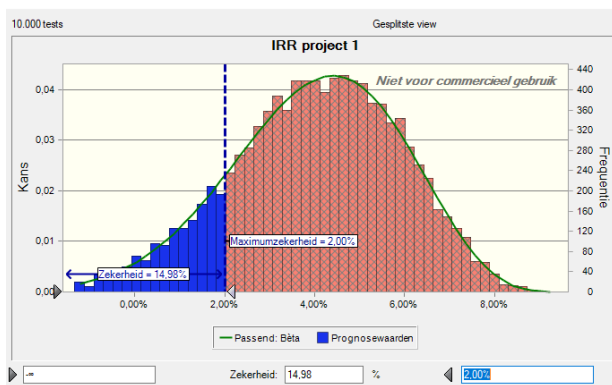 10.000 tests
Gesplitste view
IRR project 1
Niet voor commercieel gebruik
0,04
0,03
0,02
0,01
0,00
Kans
440
400
360
320
280
240
200
160
120
80
40
0
Frequentie
Maximumzekerheid = 2,00%
Zekerheid = 14,98%
0,00%
2,00%
4,00%
6,00%
8,00%
Passend: Bèta
Prognosewaarden
-∞
Zekerheid:
14,98
%
2,00%